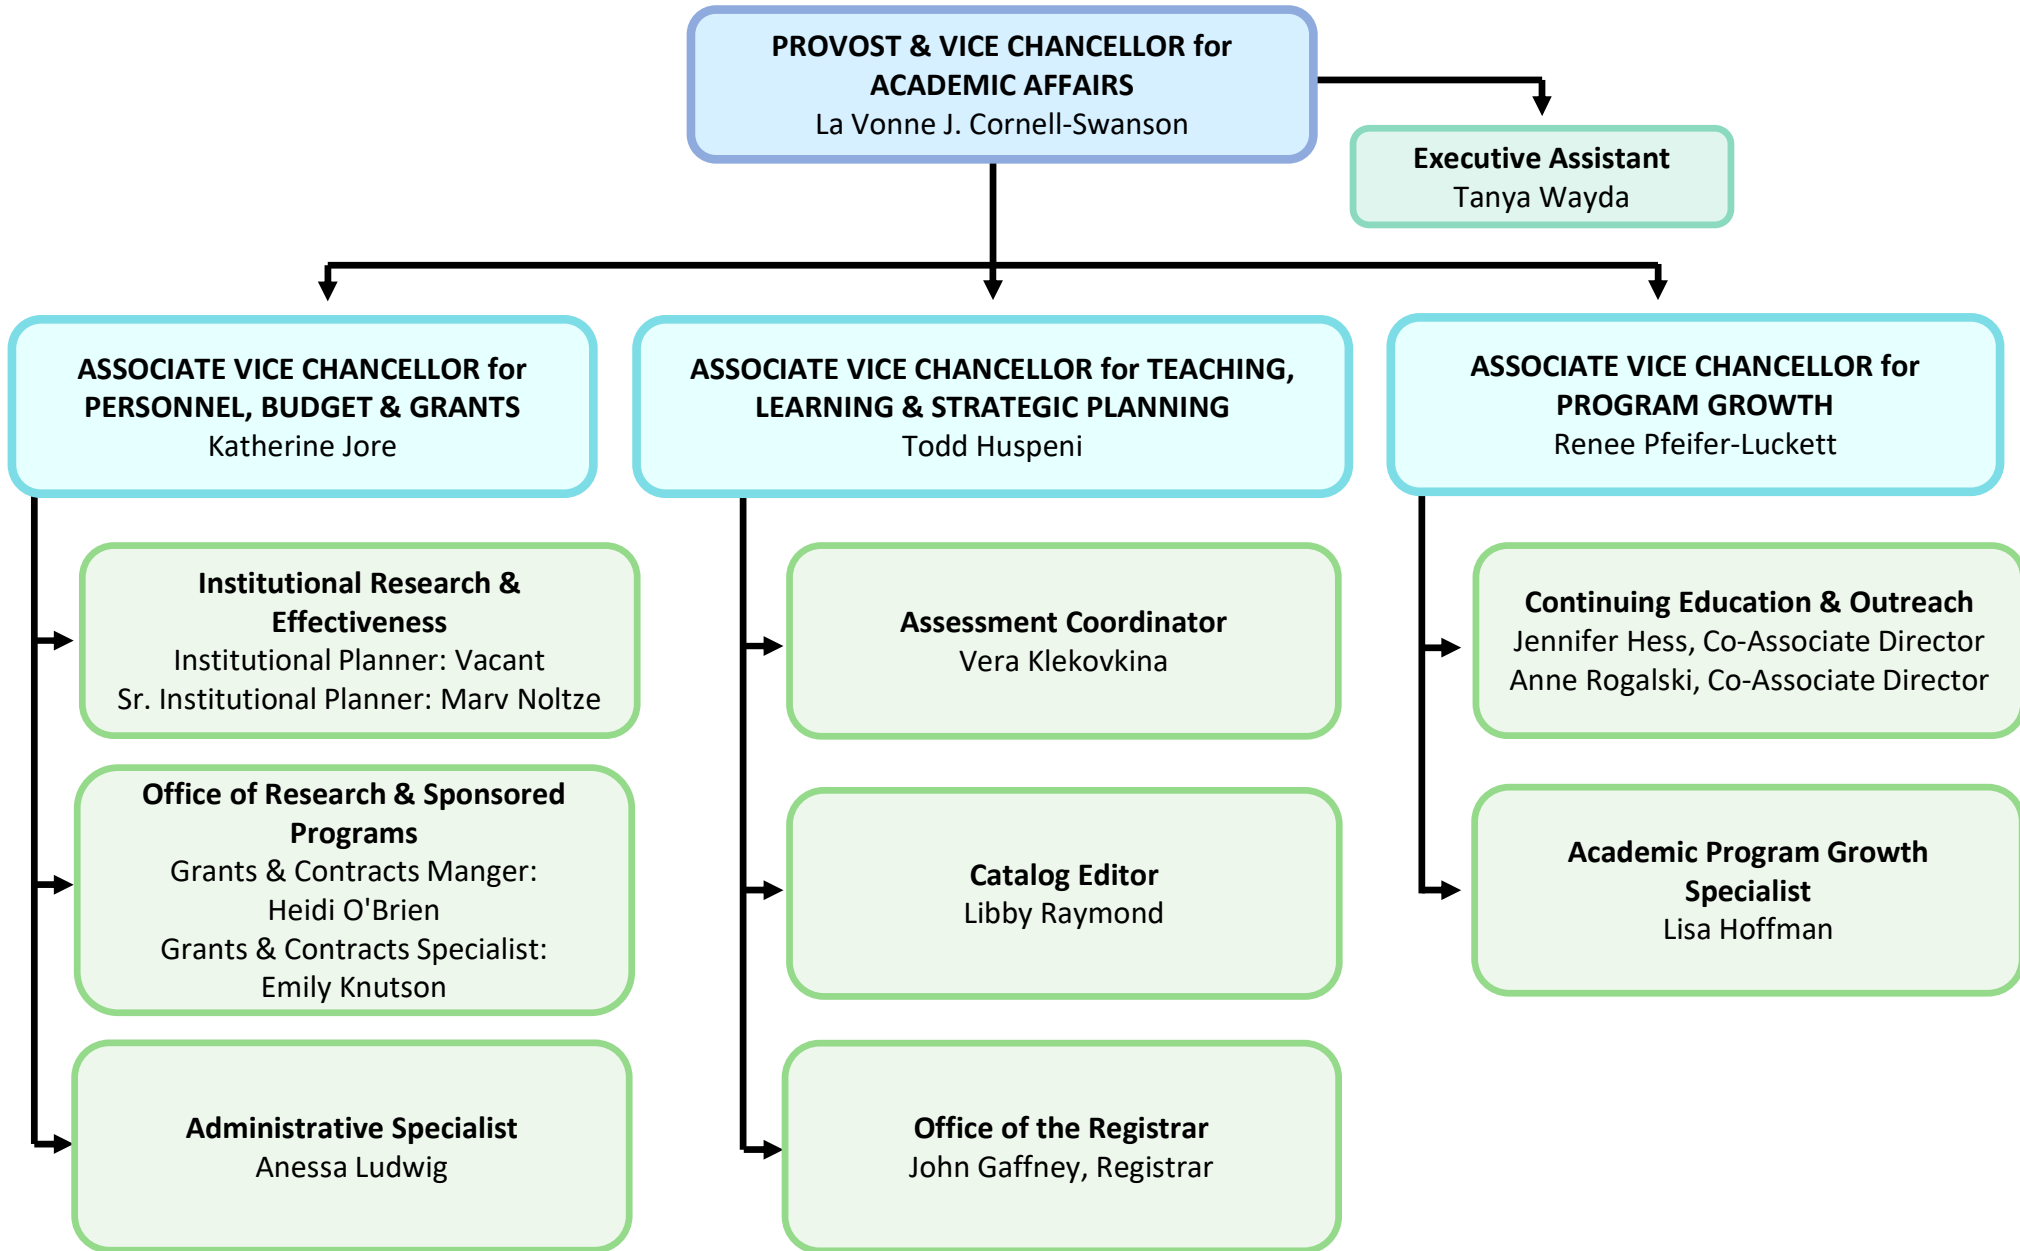 PROVOST & VICE CHANCELLOR for
ACADEMIC AFFAIRS
La Vonne J. Cornell-Swanson
Executive Assistant
Tanya Wayda
ASSOCIATE VICE CHANCELLOR for
PERSONNEL, BUDGET & GRANTS
Katherine Jore
ASSOCIATE VICE CHANCELLOR for TEACHING,
LEARNING & STRATEGIC PLANNING
Todd Huspeni
ASSOCIATE VICE CHANCELLOR for
PROGRAM GROWTH
Renee Pfeifer-Luckett
Institutional Research &
Effectiveness
Institutional Planner: Vacant
Sr. Institutional Planner: Marv Noltze
Office of Research & Sponsored
Programs
Grants & Contracts Manger:
Heidi O'Brien
Grants & Contracts Specialist:
Emily Knutson
Administrative Specialist
Anessa Ludwig
Assessment Coordinator
Vera Klekovkina
Catalog Editor
Libby Raymond
Office of the Registrar
John Gaffney, Registrar
Continuing Education & Outreach
Jennifer Hess, Co-Associate Director
Anne Rogalski, Co-Associate Director
Academic Program Growth
Specialist
Lisa Hoffman